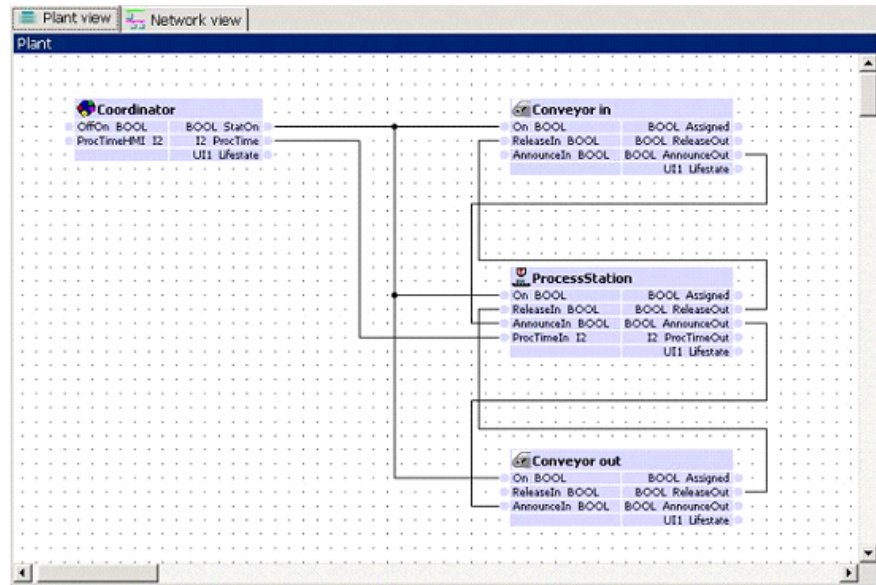 Plant view Network view
Plant
Coordinator
OffOn BOOL BOOL StatOn
ProcTimeHMI I2 I2 ProcTime
UI1 Lifestate
Conveyor in
On BOOL BOOL Assigned
ReleaseIn BOOL BOOL ReleaseOut
AnnounceIn BOOL BOOL AnnounceOut
UI1 Lifestate
ProcessStation
On BOOL BOOL Assigned
ReleaseIn BOOL BOOL ReleaseOut
AnnounceIn BOOL BOOL AnnounceOut
ProcTimeIn I2 I2 ProcTimeOut
UI1 Lifestate
Conveyor out
On BOOL BOOL Assigned
ReleaseIn BOOL BOOL ReleaseOut
AnnounceIn BOOL BOOL AnnounceOut
UI1 Lifestate